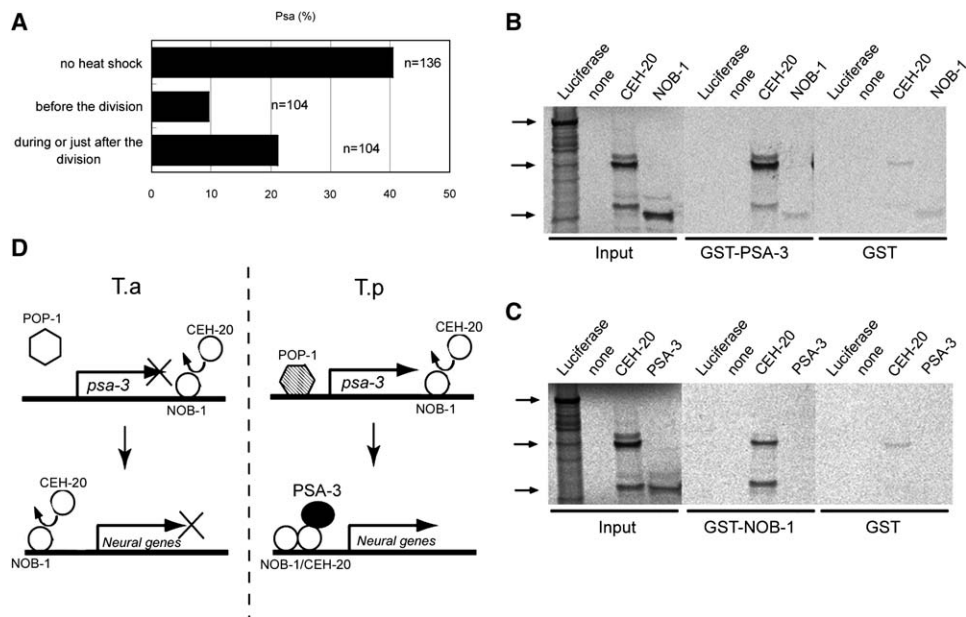 A
Psa (%)
no heat shock
n=136
before the division
n=104
during or just after the
division
n=104
0 10 20 30 40 50
B
Luciferase none CEH-20 NOB-1 Luciferase none CEH-20 NOB-1 Luciferase none CEH-20 NOB-1
Input GST-PSA-3 GST
C
Luciferase none CEH-20 PSA-3 Luciferase none CEH-20 PSA-3 Luciferase none CEH-20 PSA-3
Input GST-NOB-1 GST
D
T.a
POP-1
CEH-20
psa-3
NOB-1
CEH-20
Neural genes
NOB-1
T.p
CEH-20
POP-1
psa-3
NOB-1
PSA-3
Neural genes
NOB-1/CEH-20